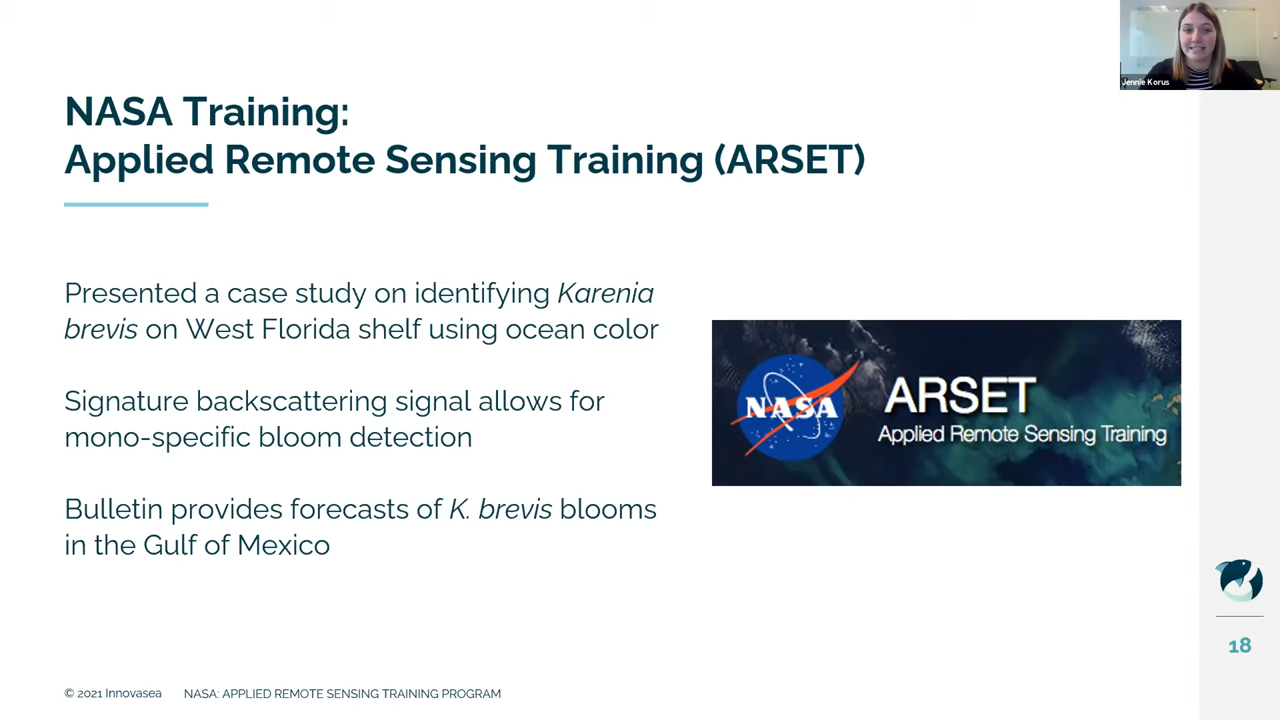 Jennie Korus
NASA Training:
Applied Remote Sensing Training (ARSET)
Presented a case study on identifying Karenia
brevis on West Florida shelf using ocean color
Signature backscattering signal allows for
mono-specific bloom detection
Bulletin provides forecasts of K. brevis blooms
in the Gulf of Mexico
NASA
ARSET
Applied Remote Sensing Training
18
© 2021 Innovasea
NASA: APPLIED REMOTE SENSING TRAINING PROGRAM